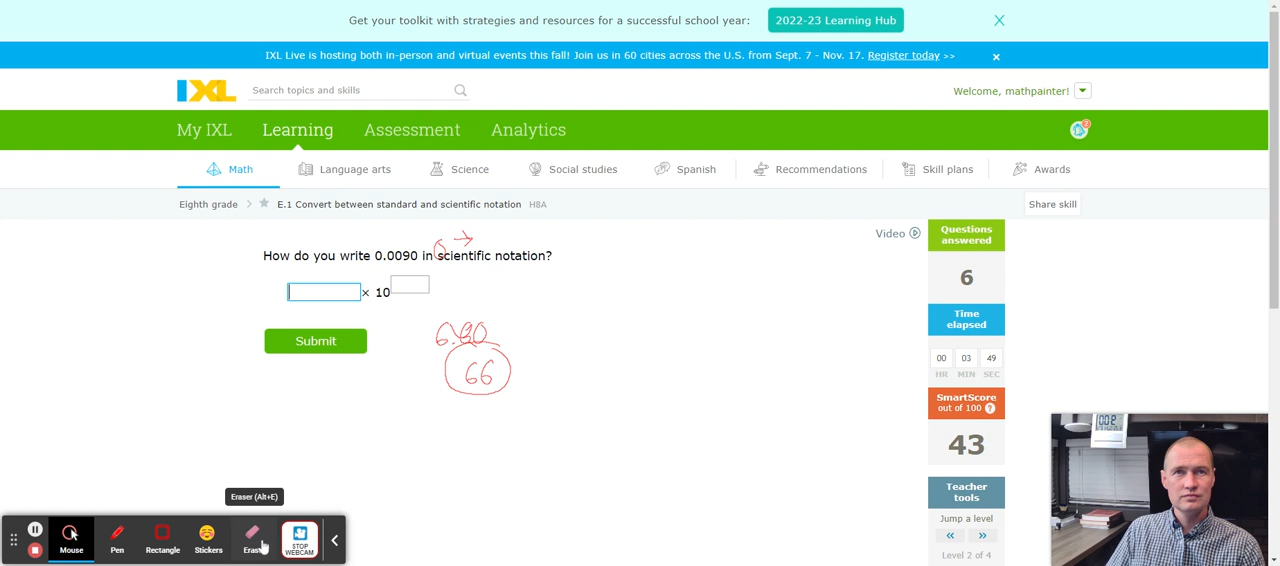 Get your toolkit with strategies and resources for a successful school year: 2022-23 Learning Hub
IXL Live is hosting both in-person and virtual events this fall! Join us in 60 cities across the U.S. from Sept. 7 - Nov. 17. Register today >>
IXL Search topics and skills Welcome, mathpainter!
My IXL Learning Assessment Analytics 2
Math Language arts Science Social studies Spanish Recommendations Skill plans Awards
Eighth grade > E.1 Convert between standard and scientific notation H8A Share skill
Video
Questions answered
6
How do you write 0.0090 in scientific notation?
× 10
Submit
66
Time elapsed
00 03 49
HR MIN SEC
SmartScore
out of 100 ?
43
Teacher tools
Jump a level
Level 2 of 4
Eraser (Alt+E)
Mouse Pen Rectangle Stickers Eraser STOP WEBCAM